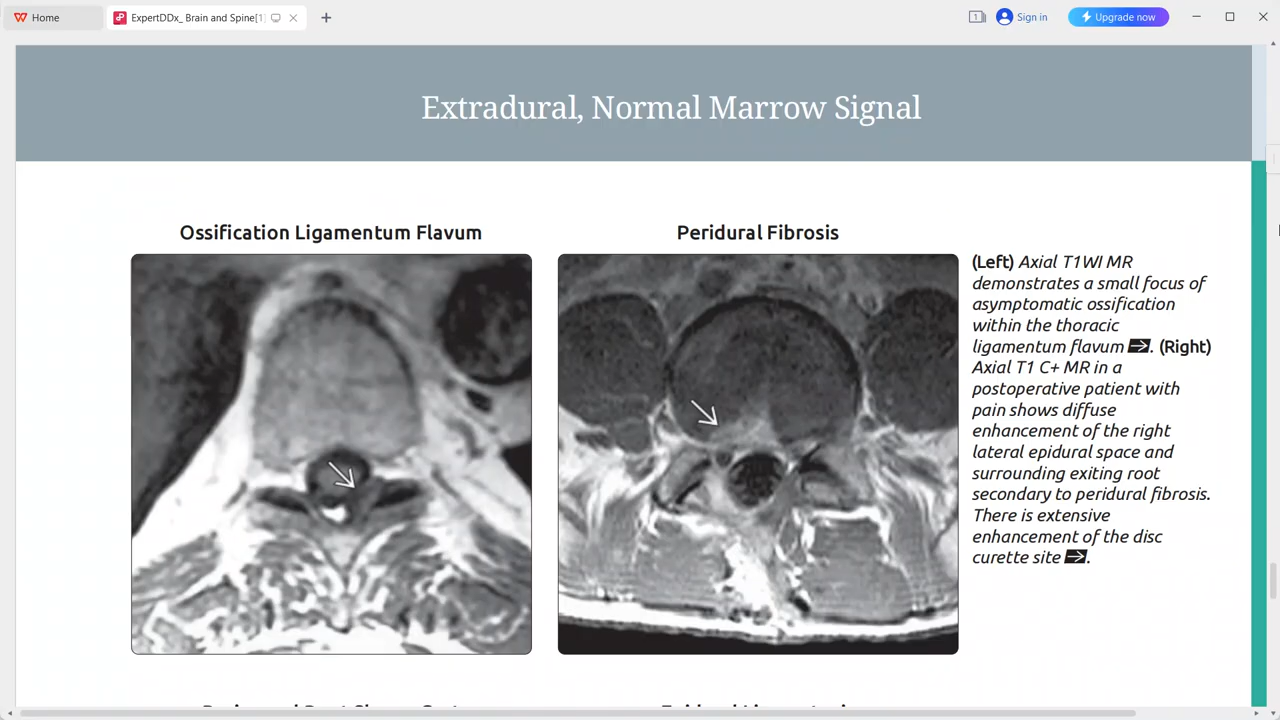 Home
ExpertDDx_ Brain and Spine[1]
1
Sign in
Upgrade now
Extradural, Normal Marrow Signal
Ossification Ligamentum Flavum
Peridural Fibrosis
(Left) Axial T1WI MR
demonstrates a small focus of
asymptomatic ossification
within the thoracic
ligamentum flavum ➡. (Right)
Axial T1 C+ MR in a
postoperative patient with
pain shows diffuse
enhancement of the right
lateral epidural space and
surrounding exiting root
secondary to peridural fibrosis.
There is extensive
enhancement of the disc
curette site ➡.